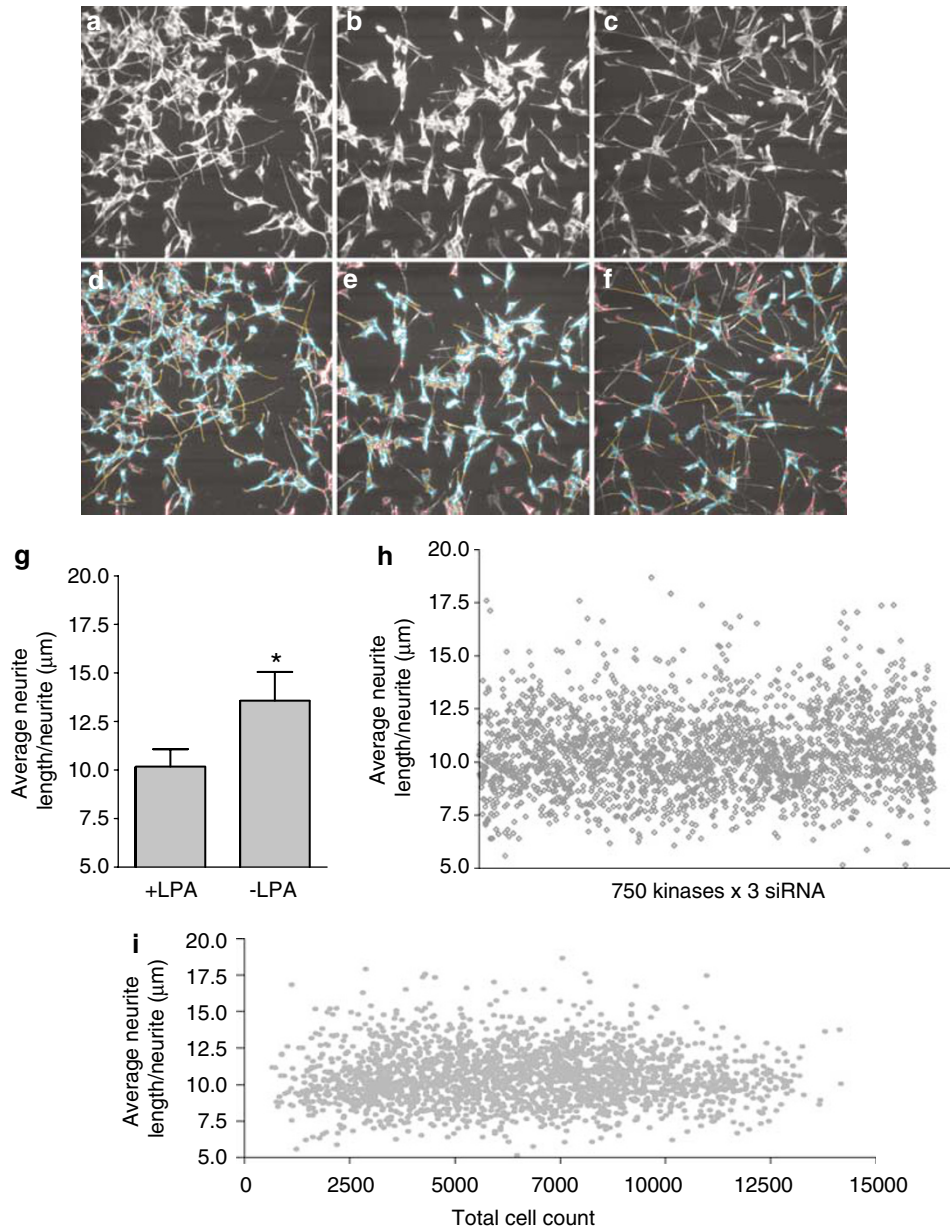 a
b
c
d
e
f
g
20.0
17.5
15.0
12.5
10.0
7.5
5.0
Average neurite
length/neurite (μm)
*
+LPA
-LPA
h
20.0
17.5
15.0
12.5
10.0
7.5
5.0
Average neurite
length/neurite (μm)
750 kinases x 3 siRNA
i
20.0
17.5
15.0
12.5
10.0
7.5
5.0
Average neurite
length/neurite (μm)
0
2500
5000
7000
10000
12500
15000
Total cell count